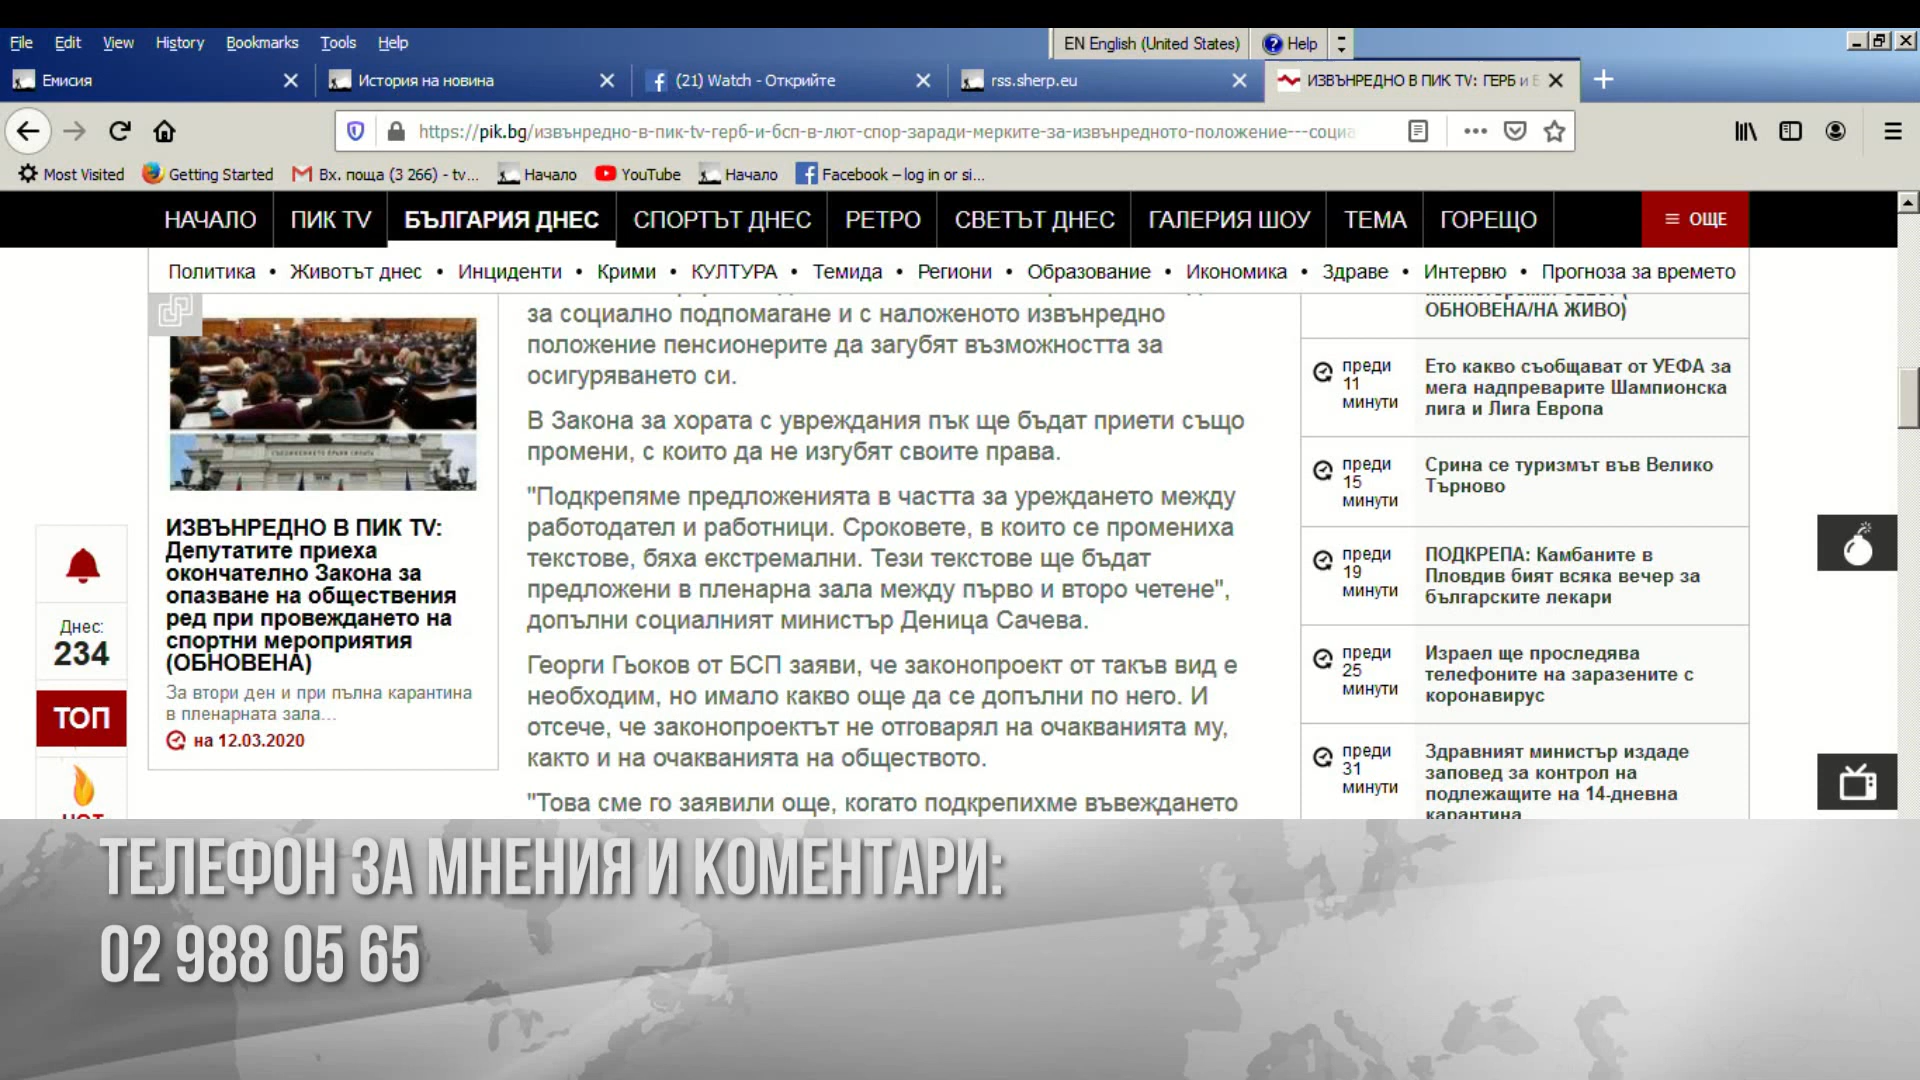 File Edit View History Bookmarks Tools Help
EN English (United States) Help
Емисия
История на новина
(21) Watch - Открийте
rss.sherp.eu
ИЗВЪНРЕДНО В ПИК TV: ГЕРБ и Б
https://pik.bg/извънредно-в-пик-tv-герб-и-бсп-в-лют-спор-заради-мерките-за-извънредното-положение---социа
Most Visited Getting Started Вх. поща (3 266) - tv... Начало YouTube Начало Facebook – log in or si...
НАЧАЛО ПИК TV БЪЛГАРИЯ ДНЕС СПОРТЪТ ДНЕС РЕТРО СВЕТЪТ ДНЕС ГАЛЕРИЯ ШОУ ТЕМА ГОРЕЩО ≡ ОЩЕ
Политика • Животът днес • Инциденти • Крими • КУЛТУРА • Темида • Региони • Образование • Икономика • Здраве • Интервю • Прогноза за времето
Днес:
234
ТОП
ИЗВЪНРЕДНО В ПИК TV:
Депутатите приеха
окончателно Закона за
опазване на обществения
ред при провеждането на
спортни мероприятия
(ОБНОВЕНА)
За втори ден и при пълна карантина
в пленарната зала...
на 12.03.2020
за социално подпомагане и с наложеното извънредно
положение пенсионерите да загубят възможността за
осигуряването си.
В Закона за хората с увреждания пък ще бъдат приети също
промени, с които да не изгубят своите права.
"Подкрепяме предложенията в частта за уреждането между
работодател и работници. Сроковете, в които се промениха
текстове, бяха екстремални. Тези текстове ще бъдат
предложени в пленарна зала между първо и второ четене",
допълни социалният министър Деница Сачева.
Георги Гьоков от БСП заяви, че законопроект от такъв вид е
необходим, но имало какво още да се допълни по него. И
отсече, че законопроектът не отговарял на очакванията му,
както и на очакванията на обществото.
"Това сме го заявили още, когато подкрепихме въвеждането
ОБНОВЕНА/НА ЖИВО)
преди
11
минути
Ето какво съобщават от УЕФА за
мега надпреварите Шампионска
лига и Лига Европа
преди
15
минути
Срина се туризмът във Велико
Търново
преди
19
минути
ПОДКРЕПА: Камбаните в
Пловдив бият всяка вечер за
българските лекари
преди
25
минути
Израел ще проследява
телефоните на заразените с
коронавирус
преди
31
минути
Здравният министър издаде
заповед за контрол на
подлежащите на 14-дневна
карантина
ТЕЛЕФОН ЗА МНЕНИЯ И КОМЕНТАРИ:
02 988 05 65